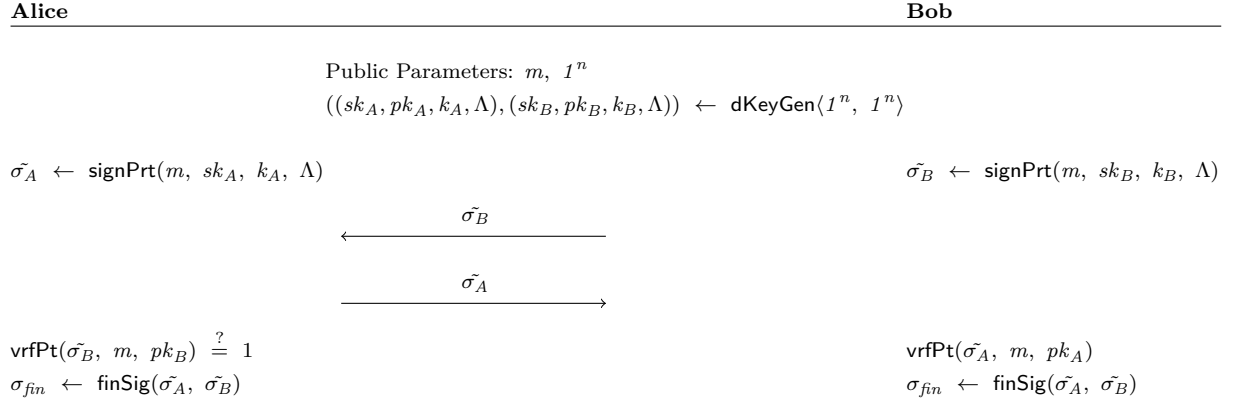 Alice Bob
Public Parameters: m, 1^n
((sk_A, pk_A, k_A, Λ), (sk_B, pk_B, k_B, Λ)) ← dKeyGen⟨1^n, 1^n⟩
σ̃_A ← signPrt(m, sk_A, k_A, Λ) σ̃_B ← signPrt(m, sk_B, k_B, Λ)
σ̃_B
σ̃_A
vrfPt(σ̃_B, m, pk_B) ≟ 1 vrfPt(σ̃_A, m, pk_A)
σ_fin ← finSig(σ̃_A, σ̃_B) σ_fin ← finSig(σ̃_A, σ̃_B)